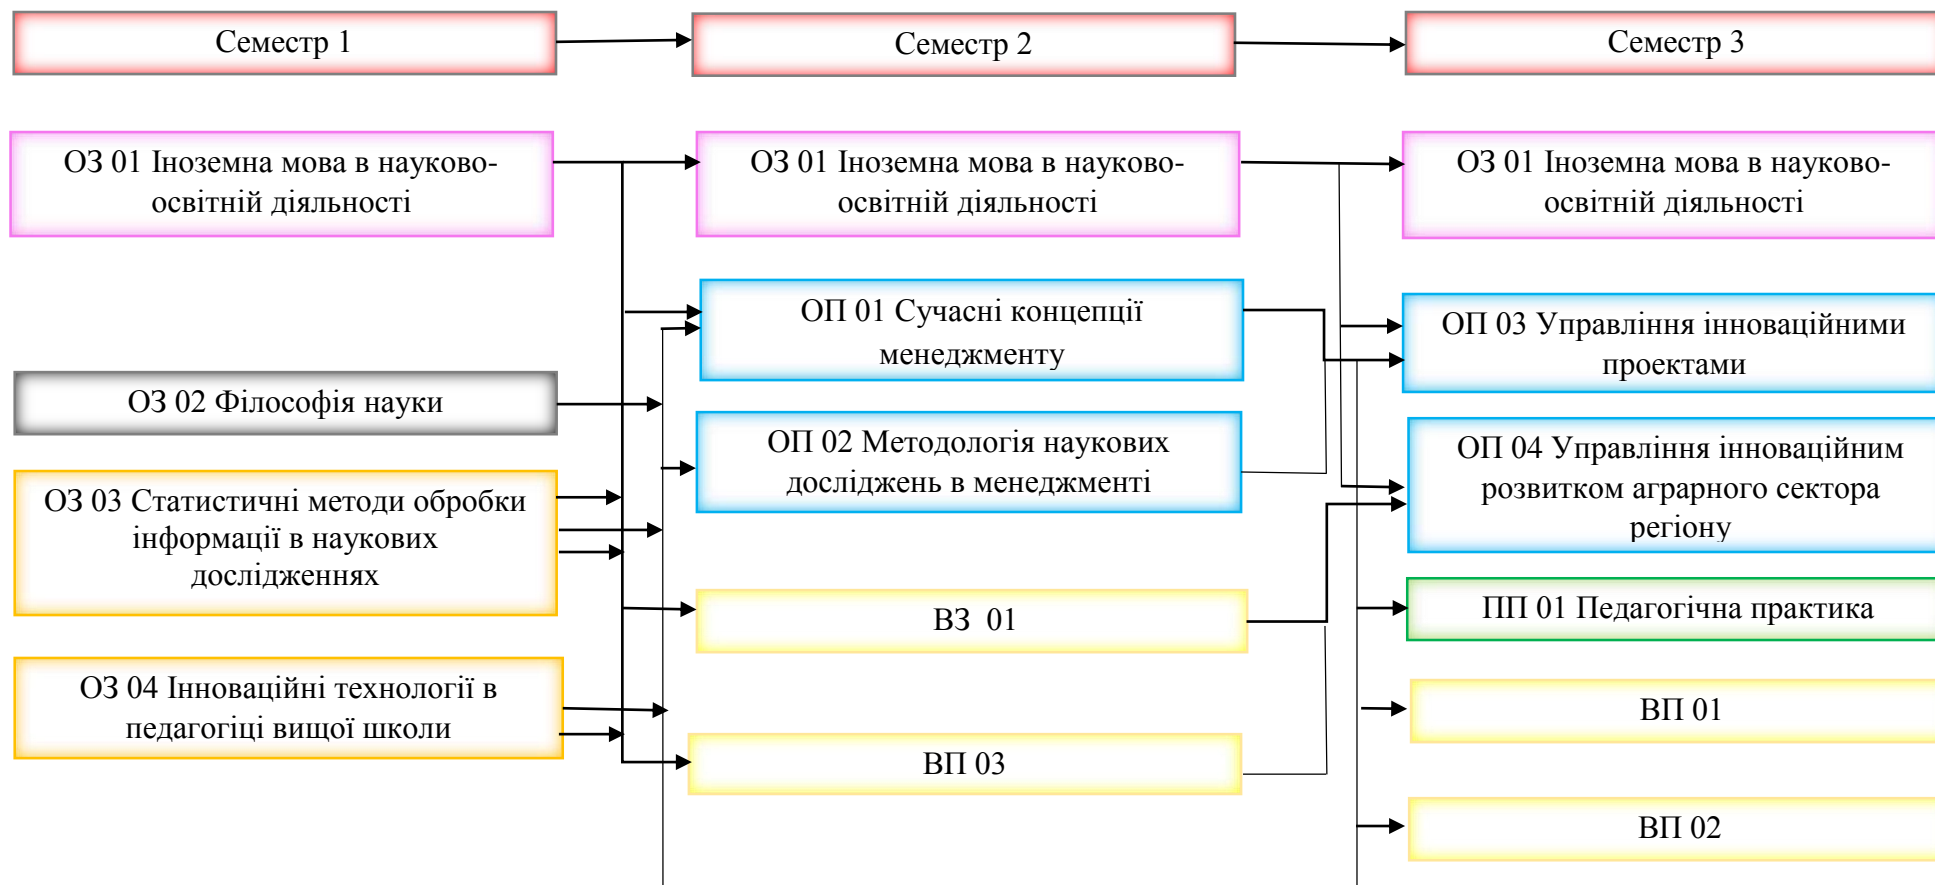 Семестр 1
Семестр 2
Семестр 3
ОЗ 01 Іноземна мова в науково-
освітній діяльності
ОЗ 01 Іноземна мова в науково-
освітній діяльності
ОЗ 01 Іноземна мова в науково-
освітній діяльності
ОП 01 Сучасні концепції
менеджменту
ОП 03 Управління інноваційними
проектами
ОЗ 02 Філософія науки
ОП 02 Методологія наукових
досліджень в менеджменті
ОП 04 Управління інноваційним
розвитком аграрного сектора
регіону
ОЗ 03 Статистичні методи обробки
інформації в наукових
дослідженнях
ВЗ 01
ПП 01 Педагогічна практика
ОЗ 04 Інноваційні технології в
педагогіці вищої школи
ВП 01
ВП 03
ВП 02